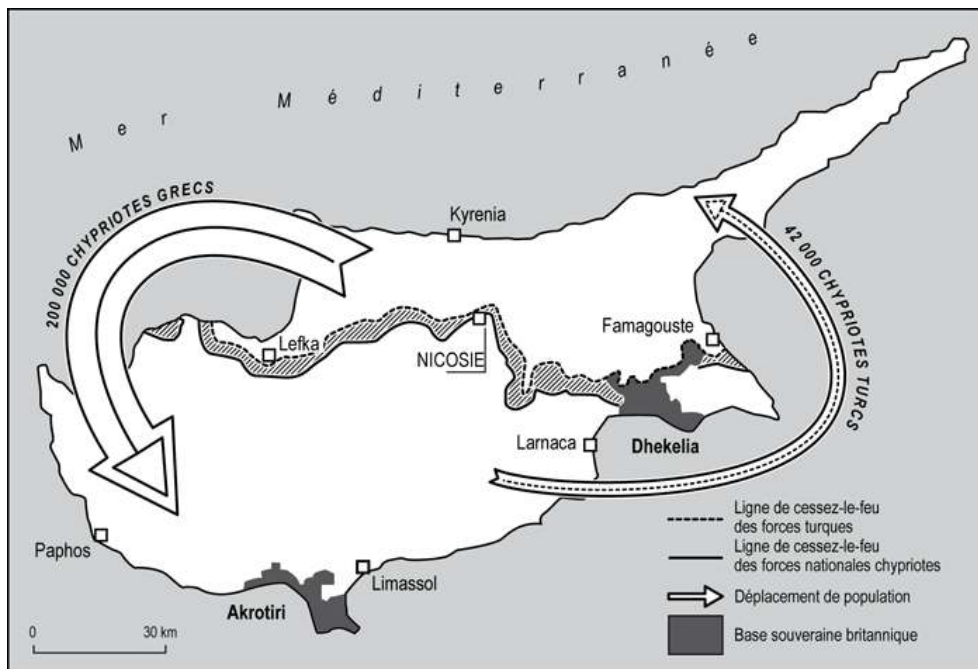 Mer Méditerranée
200 000 CHYPRIOTES GRECS
Kyrenia
42 000 CHYPRIOTES TURCS
Famagouste
Lefka
NICOSIE
Larnaca
Dhekelia
Paphos
Limassol
Akrotiri
Ligne de cessez-le-feu
des forces turques
Ligne de cessez-le-feu
des forces nationales chypriotes
Déplacement de population
Base souveraine britannique
0 30 km